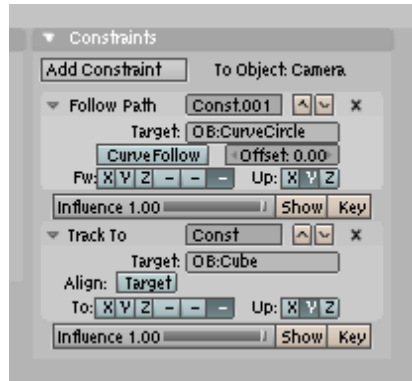 Constraints
Add Constraint To Object: Camera
Follow Path Const.001 x
Target: OB:CurveCircle
CurveFollow Offset: 0.00
Fw: X Y Z - - - Up: X Y Z
Influence 1.00 Show Key
Track To Const x
Target: OB:Cube
Align: Target
To: X Y Z - - - Up: X Y Z
Influence 1.00 Show Key